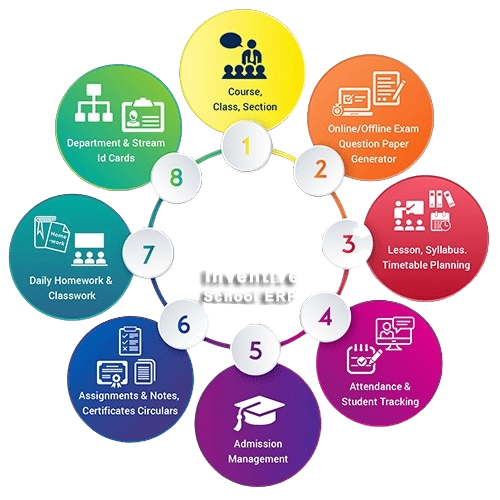 Course,
Class, Section
1
Online/Offline Exam
Question Paper
Generator
2
Lesson, Syllabus.
Timetable Planning
3
Attendance &
Student Tracking
4
Admission
Management
5
Assignments & Notes,
Certificates Circulars
6
Home
-work
Daily Homework &
Classwork
7
Department & Stream
Id Cards
8
Inventive
School ERP